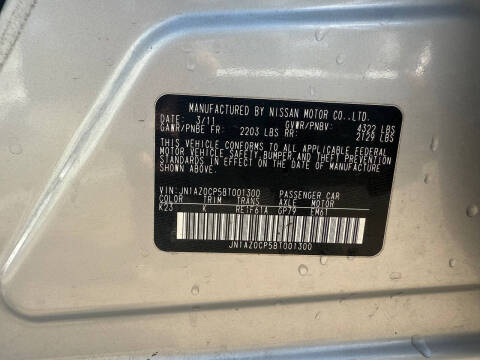 MANUFACTURED BY NISSAN MOTOR CO.,LTD.
DATE: 3/11 GVWR/PNBV: 4322 LBS
GAWR/PNBE FR: 2203 LBS RR: 2129 LBS
THIS VEHICLE CONFORMS TO ALL APPLICABLE FEDERAL
MOTOR VEHICLE SAFETY, BUMPER, AND THEFT PREVENTION
STANDARDS IN EFFECT ON THE DATE OF MANUFACTURE
SHOWN ABOVE.
VIN: JN1AZ0CP5BT001300 PASSENGER CAR
COLOR TRIM TRANS AXLE MOTOR
K23 K RE1F61A GP79 EM61
JN1AZ0CP5BT001300